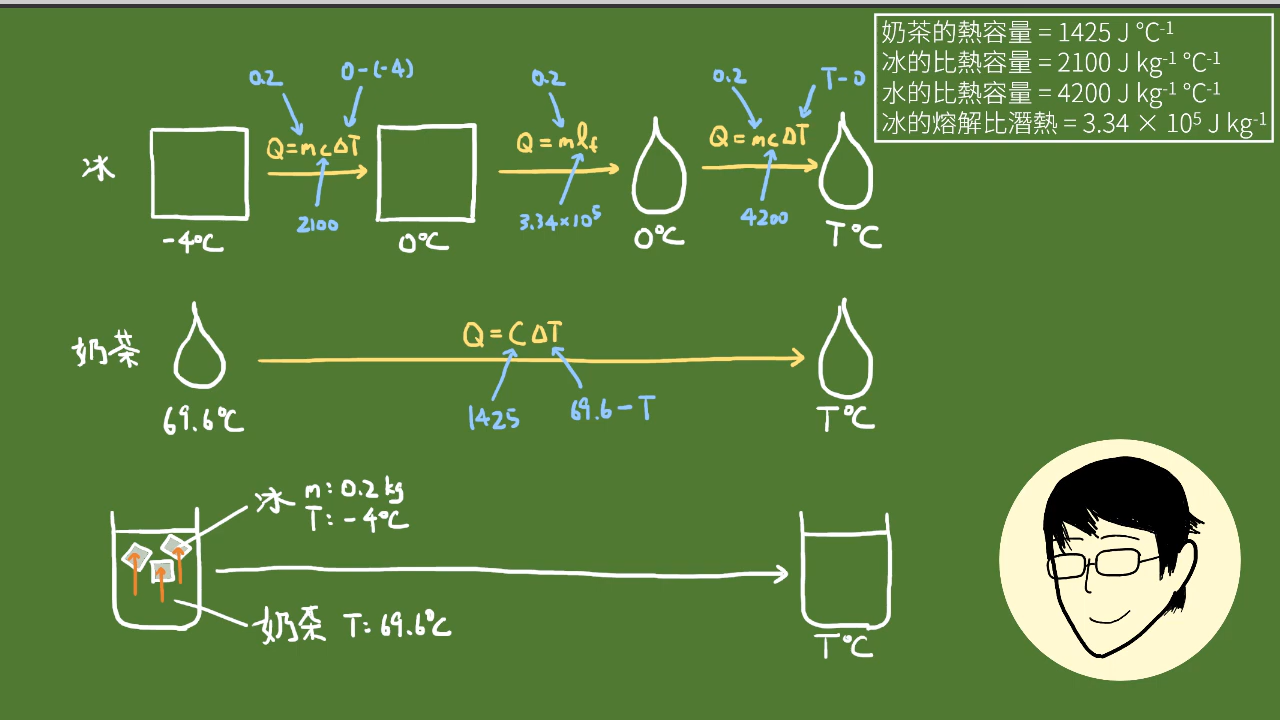 奶茶的熱容量 = 1425 J °C⁻¹
冰的比熱容量 = 2100 J kg⁻¹ °C⁻¹
水的比熱容量 = 4200 J kg⁻¹ °C⁻¹
冰的熔解比潛熱 = 3.34 × 10⁵ J kg⁻¹
0.2 0-(-4) 0.2 0.2 T-0
Q=mcΔT Q=mlf Q=mcΔT
冰
2100 3.34×10⁵ 4200
-4°C 0°C 0°C T°C
Q=CΔT
奶茶
1425 69.6-T
69.6°C T°C
冰 m: 0.2 kg
T: -4°C
奶茶 T: 69.6°C
T°C